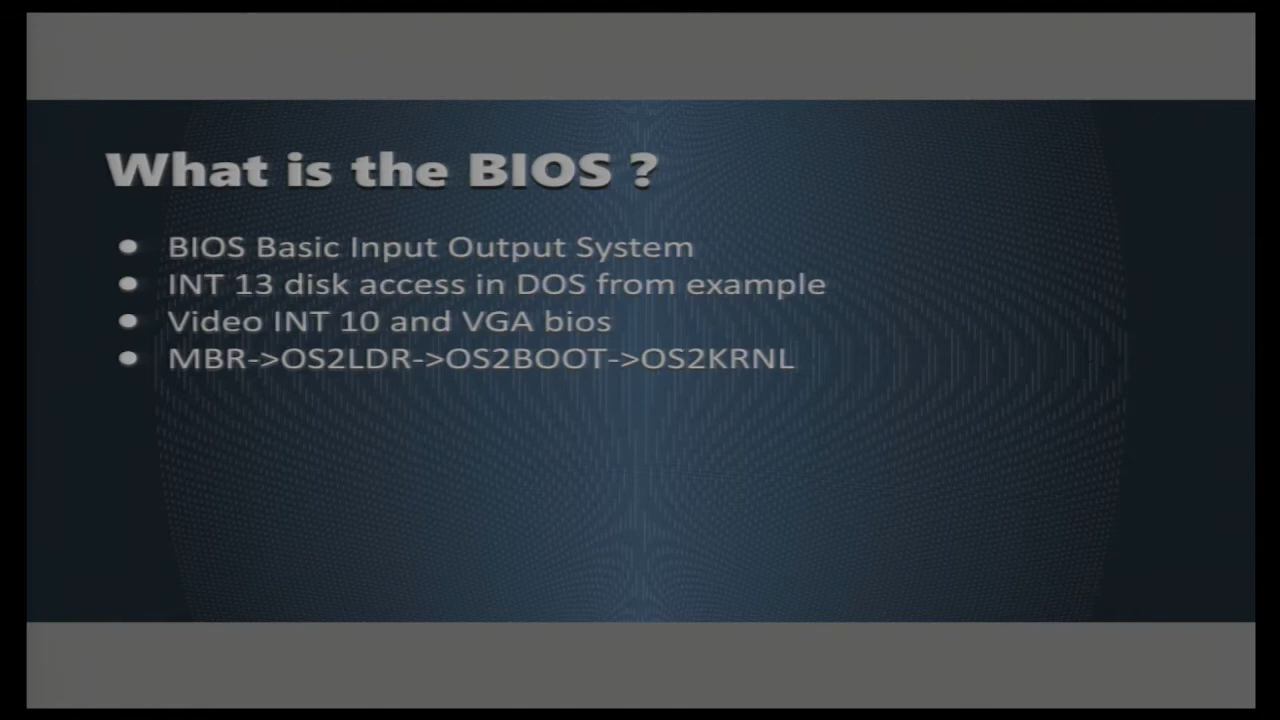 What is the BIOS ?
BIOS Basic Input Output System
INT 13 disk access in DOS from example
Video INT 10 and VGA bios
MBR->OS2LDR->OS2BOOT->OS2KRNL